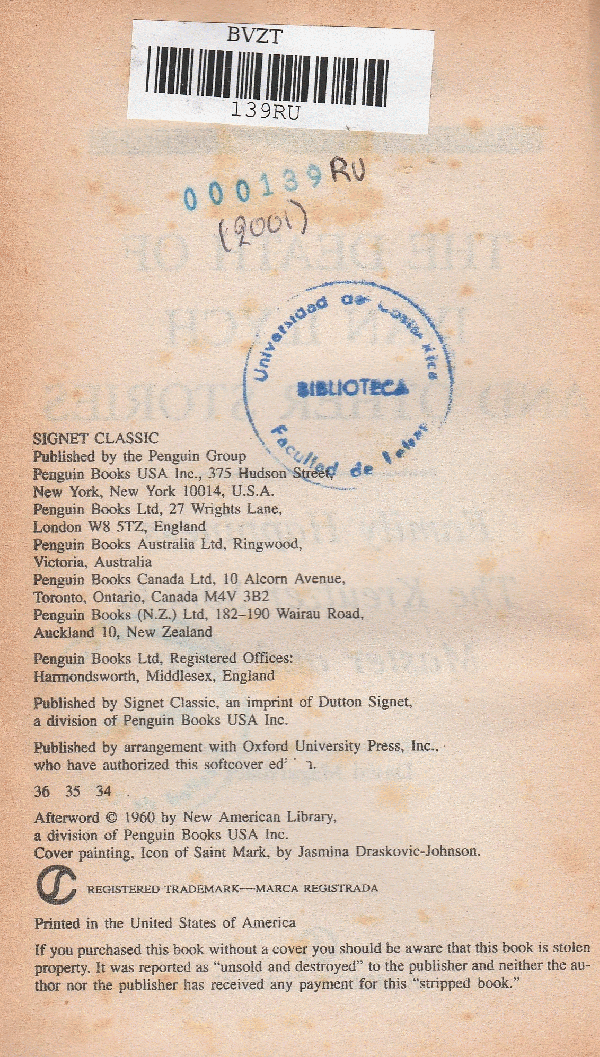 BVZT
139RU
000139 RU
(2001)
Universidad de Costa Rica
BIBLIOTECA
Facultad de Letras
SIGNET CLASSIC
Published by the Penguin Group
Penguin Books USA Inc., 375 Hudson Street,
New York, New York 10014, U.S.A.
Penguin Books Ltd, 27 Wrights Lane,
London W8 5TZ, England
Penguin Books Australia Ltd, Ringwood,
Victoria, Australia
Penguin Books Canada Ltd, 10 Alcorn Avenue,
Toronto, Ontario, Canada M4V 3B2
Penguin Books (N.Z.) Ltd, 182–190 Wairau Road,
Auckland 10, New Zealand
Penguin Books Ltd, Registered Offices:
Harmondsworth, Middlesex, England
Published by Signet Classic, an imprint of Dutton Signet,
a division of Penguin Books USA Inc.
Published by arrangement with Oxford University Press, Inc.,
who have authorized this softcover
36 35 34
Afterword © 1960 by New American Library,
a division of Penguin Books USA Inc.
Cover painting, Icon of Saint Mark, by Jasmina Draskovic-Johnson.
REGISTERED TRADEMARK—MARCA REGISTRADA
Printed in the United States of America
If you purchased this book without a cover you should be aware that this book is stolen
property. It was reported as “unsold and destroyed” to the publisher and neither the au-
thor nor the publisher has received any payment for this “stripped book.”